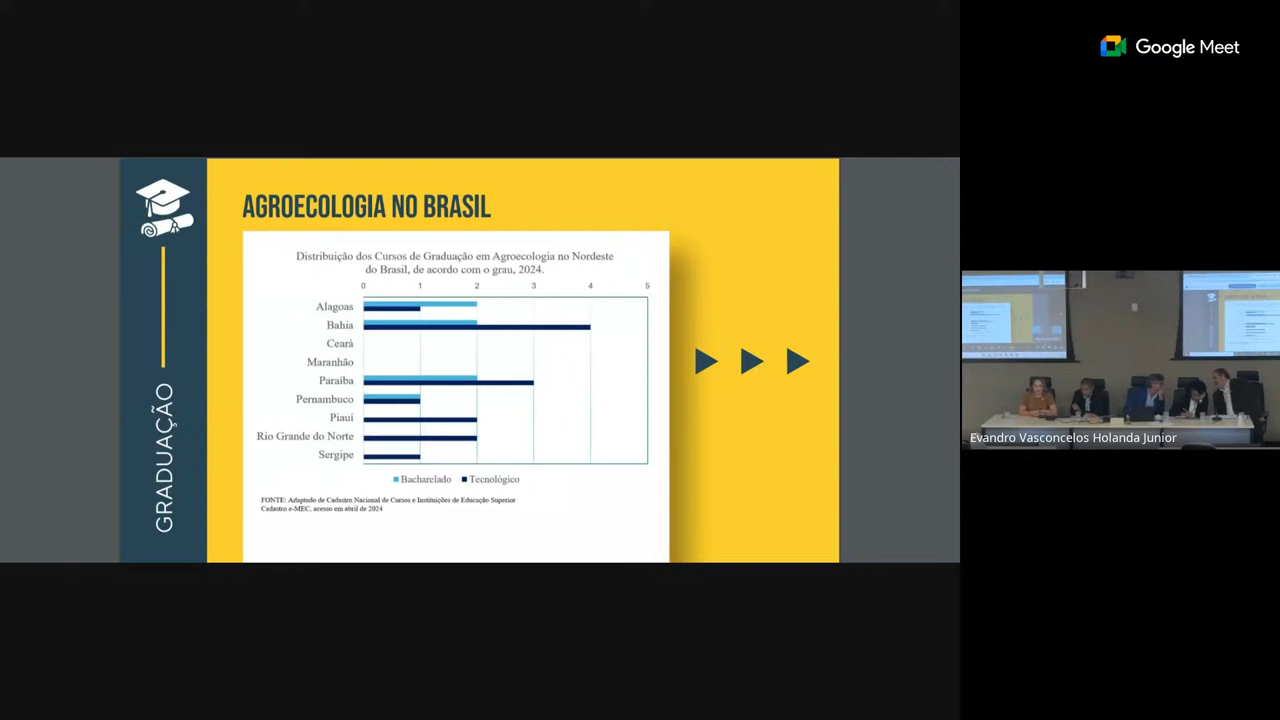 Google Meet
GRADUAÇÃO
AGROECOLOGIA NO BRASIL
Distribuição dos Cursos de Graduação em Agroecologia no Nordeste
do Brasil, de acordo com o grau, 2024.
0 1 2 3 4 5
Alagoas
Bahia
Ceará
Maranhão
Paraíba
Pernambuco
Piauí
Rio Grande do Norte
Sergipe
Bacharelado Tecnológico
FONTE: Adaptado de Cadastro Nacional de Cursos e Instituições de Educação Superior
Cadastro e-MEC, acesso em abril de 2024
Evandro Vasconcelos Holanda Junior